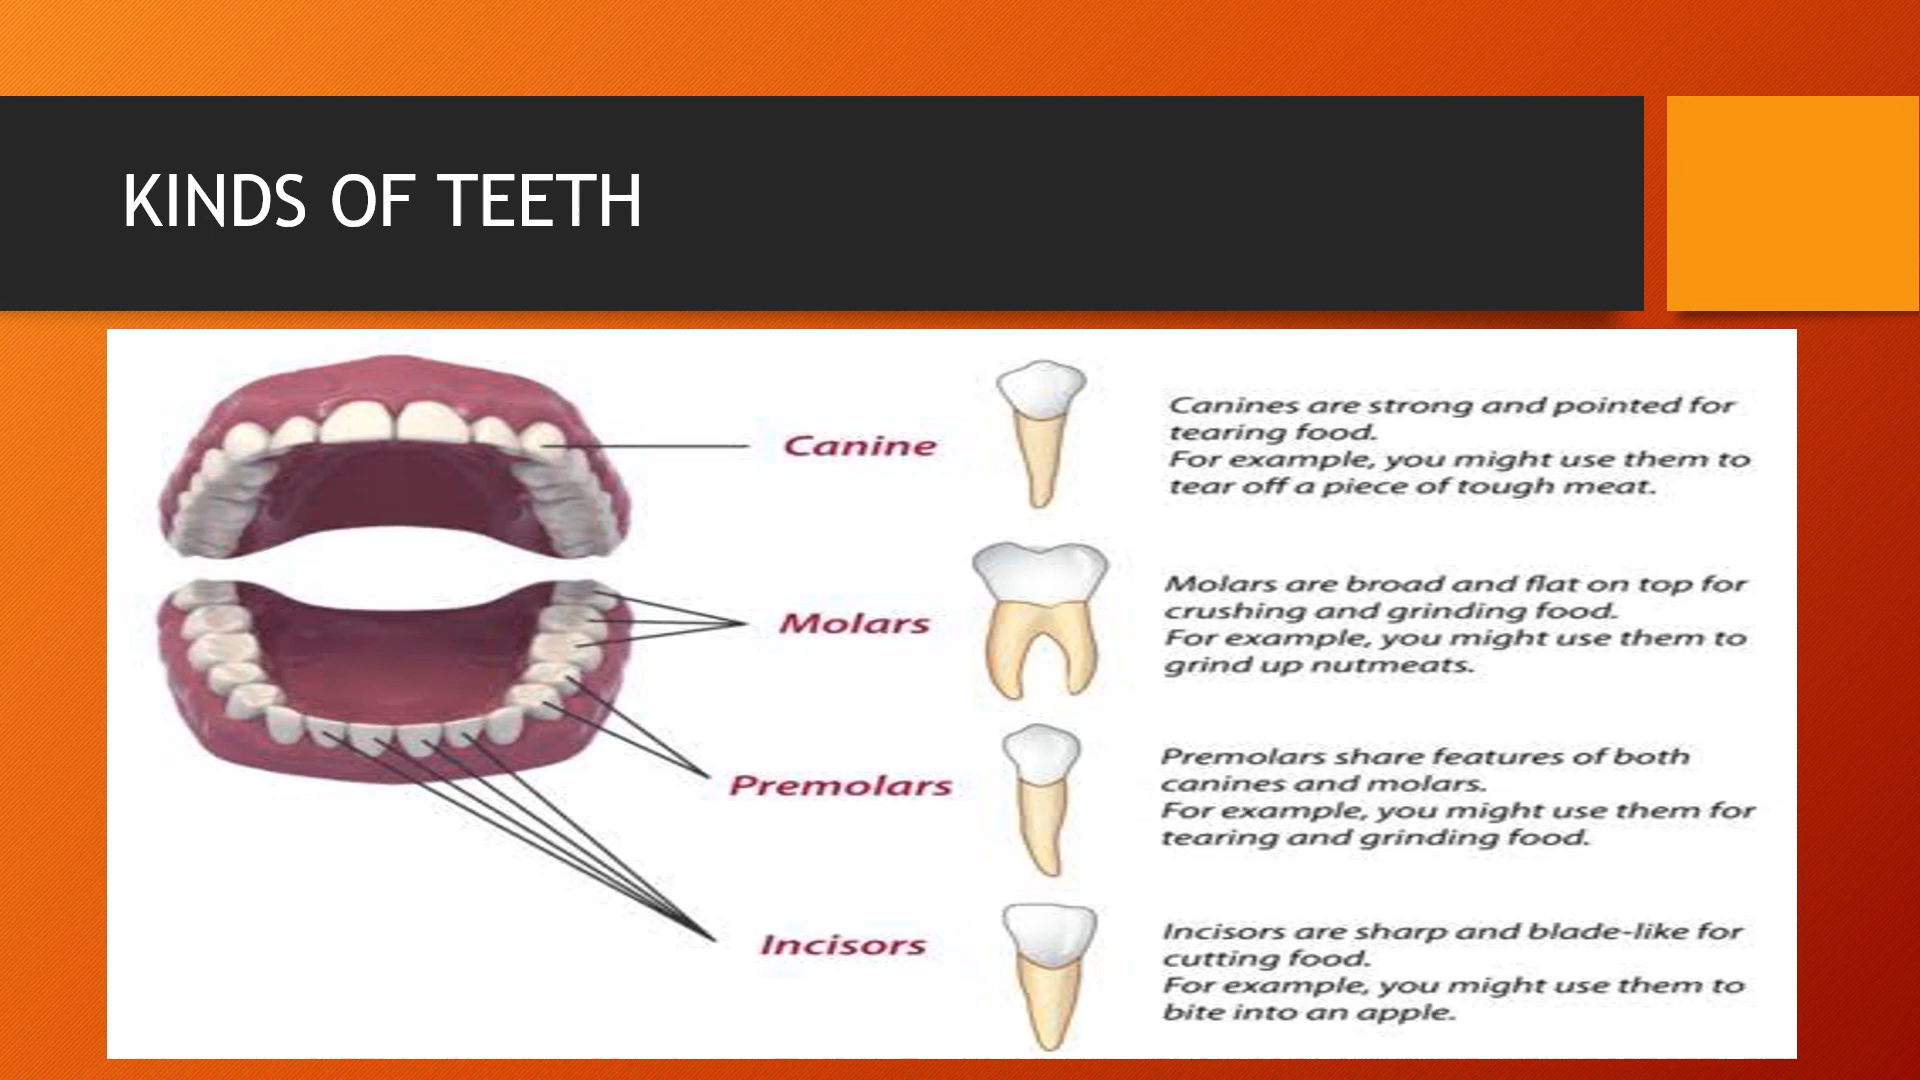 KINDS OF TEETH
Canine
Canines are strong and pointed for
tearing food.
For example, you might use them to
tear off a piece of tough meat.
Molars
Molars are broad and flat on top for
crushing and grinding food.
For example, you might use them to
grind up nutmeats.
Premolars
Premolars share features of both
canines and molars.
For example, you might use them for
tearing and grinding food.
Incisors
Incisors are sharp and blade-like for
cutting food.
For example, you might use them to
bite into an apple.